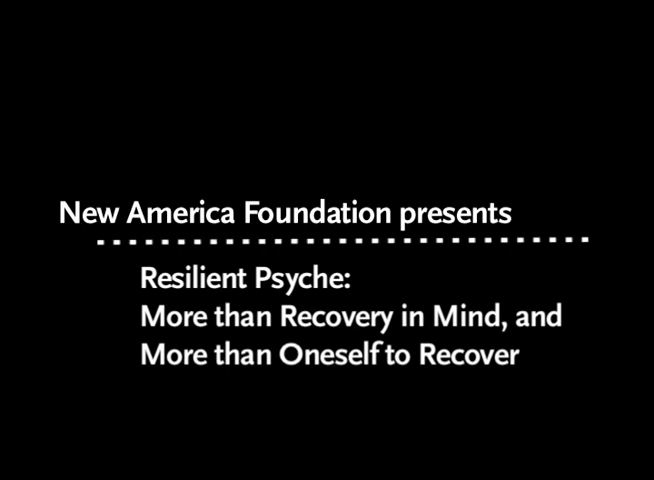 New America Foundation presents
Resilient Psyche:
More than Recovery in Mind, and
More than Oneself to Recover